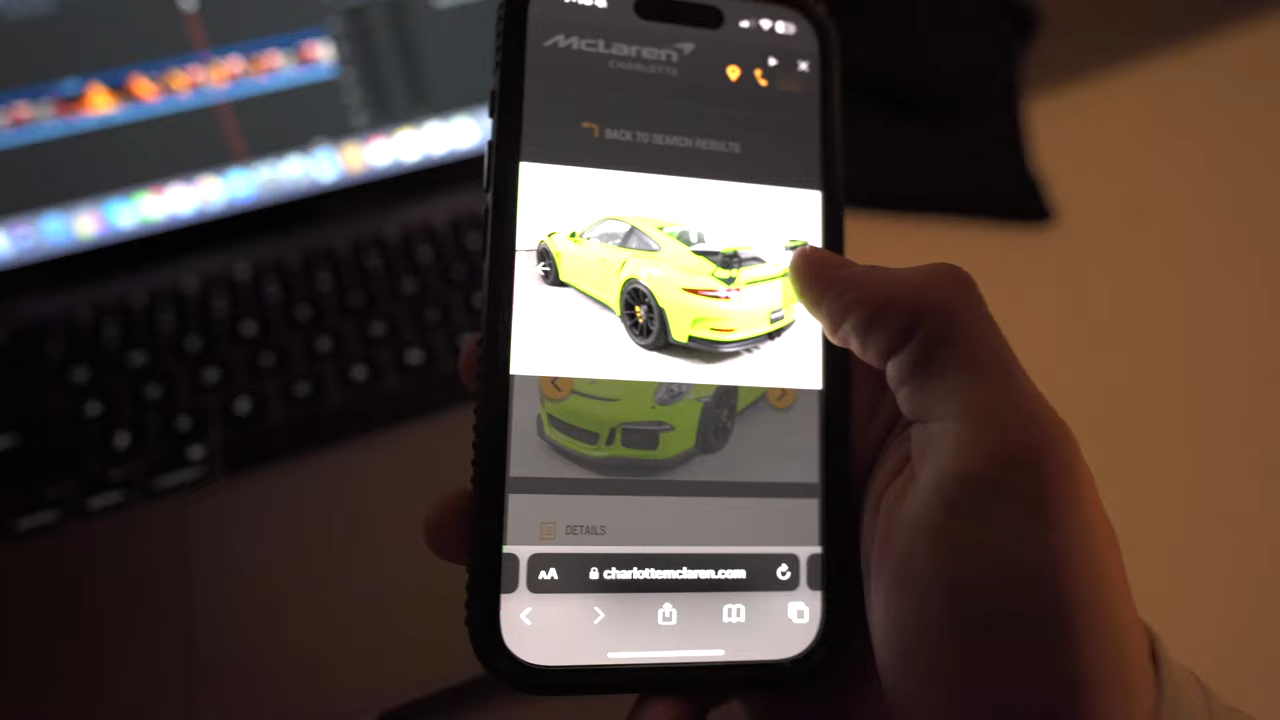 McLaren
CHARLOTTE
BACK TO SEARCH RESULTS
DETAILS
AA
charlottemclaren.com